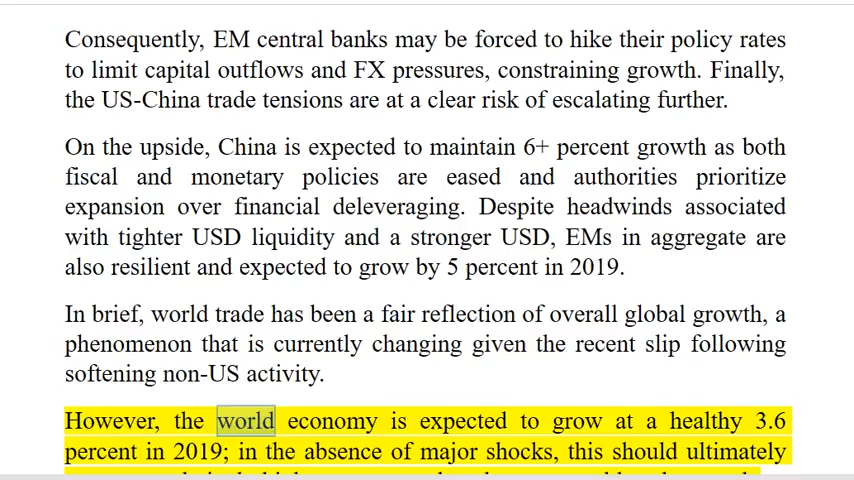 Consequently, EM central banks may be forced to hike their policy rates
to limit capital outflows and FX pressures, constraining growth. Finally,
the US-China trade tensions are at a clear risk of escalating further.
On the upside, China is expected to maintain 6+ percent growth as both
fiscal and monetary policies are eased and authorities prioritize
expansion over financial deleveraging. Despite headwinds associated
with tighter USD liquidity and a stronger USD, EMs in aggregate are
also resilient and expected to grow by 5 percent in 2019.
In brief, world trade has been a fair reflection of overall global growth, a
phenomenon that is currently changing given the recent slip following
softening non-US activity.
However, the world economy is expected to grow at a healthy 3.6
percent in 2019; in the absence of major shocks, this should ultimately